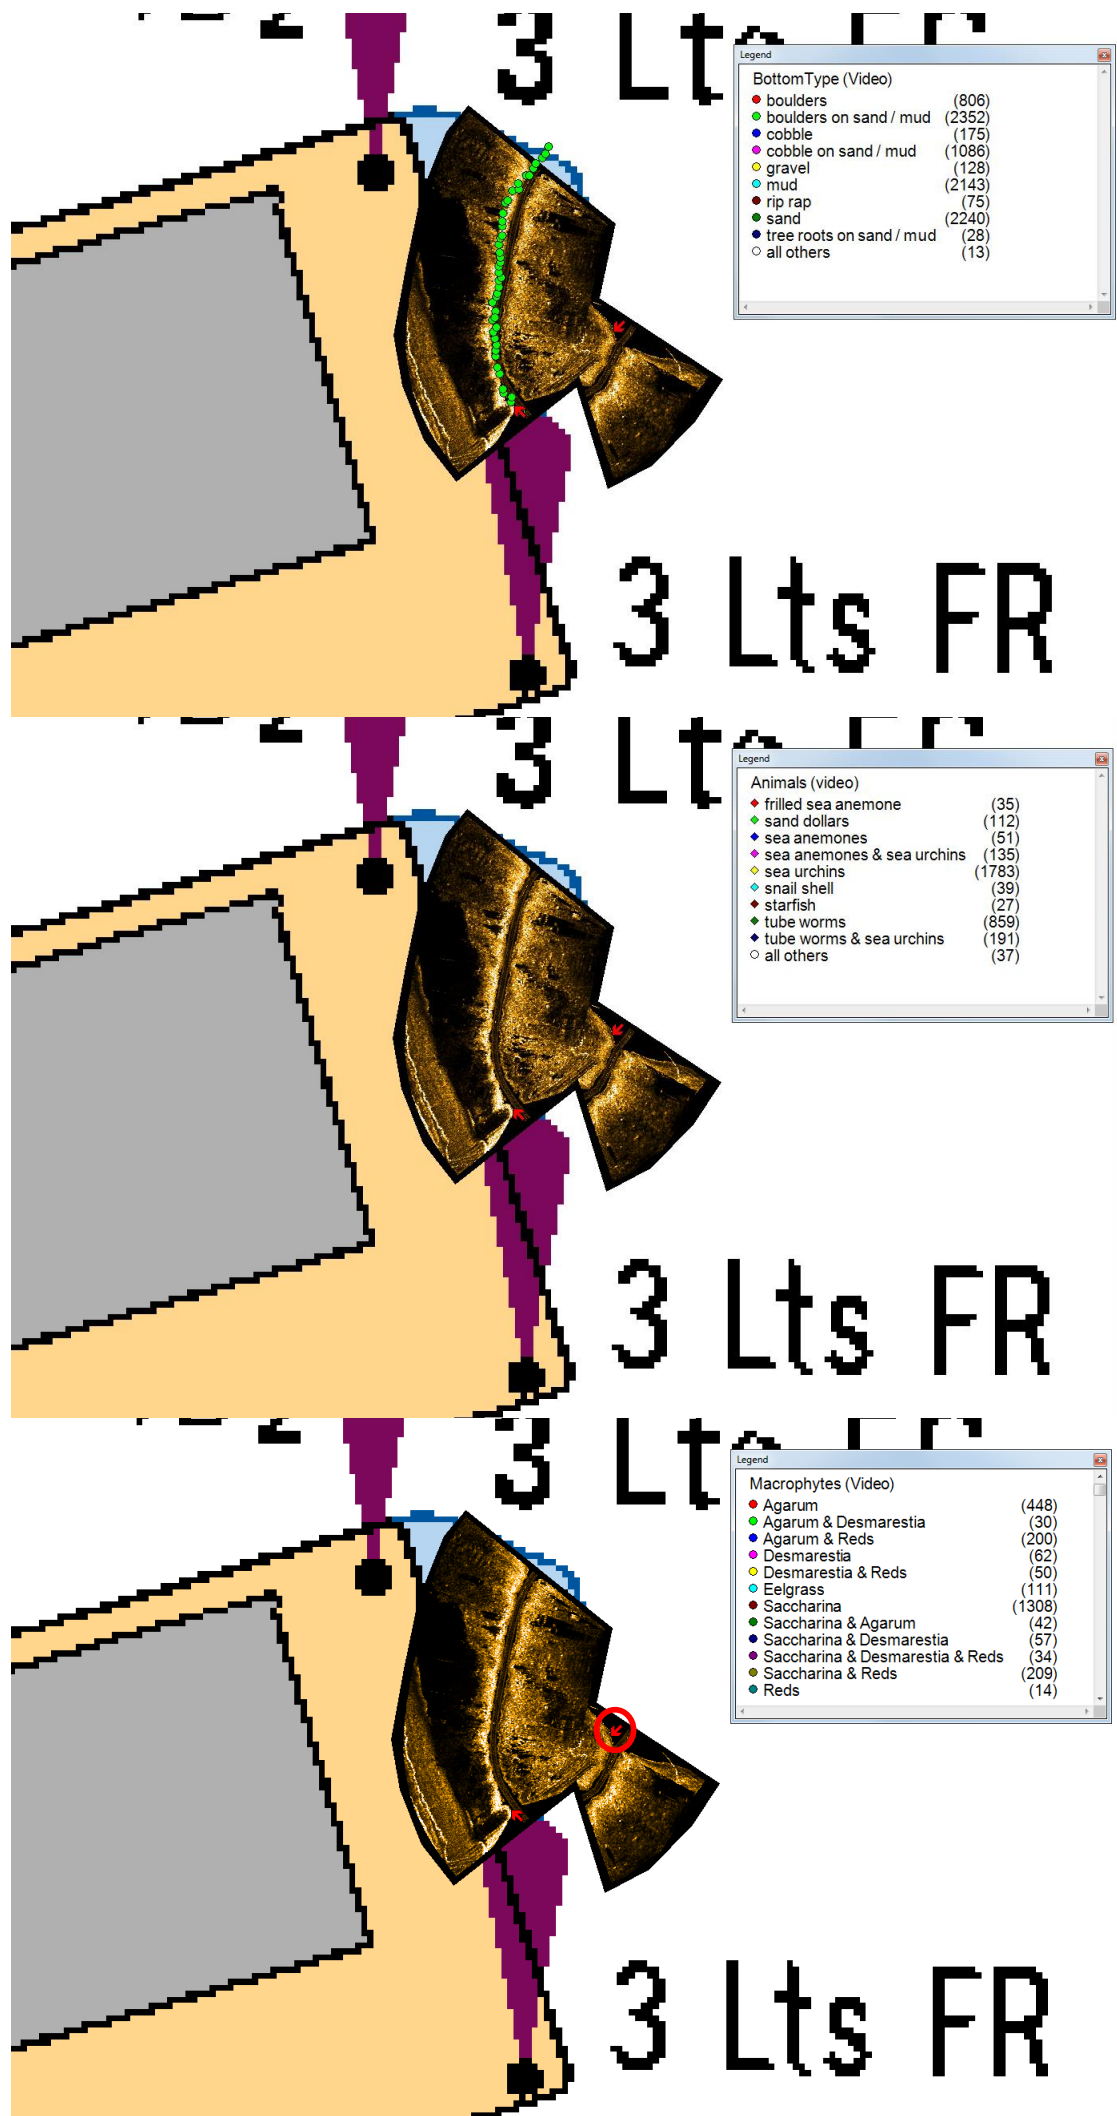 3 Lts FR
Legend
BottomType (Video)
boulders (806)
boulders on sand / mud (2352)
cobble (175)
cobble on sand / mud (1086)
gravel (128)
mud (2143)
rip rap (75)
sand (2240)
tree roots on sand / mud (28)
all others (13)
3 Lts FR
Legend
Animals (video)
frilled sea anemone (35)
sand dollars (112)
sea anemones (51)
sea anemones & sea urchins (135)
sea urchins (1783)
snail shell (39)
starfish (27)
tube worms (859)
tube worms & sea urchins (191)
all others (37)
3 Lts FR
Legend
Macrophytes (Video)
Agarum (448)
Agarum & Desmarestia (30)
Agarum & Reds (200)
Desmarestia (62)
Desmarestia & Reds (50)
Eelgrass (111)
Saccharina (1308)
Saccharina & Agarum (42)
Saccharina & Desmarestia (57)
Saccharina & Desmarestia & Reds (34)
Saccharina & Reds (209)
Reds (14)
3 Lts FR